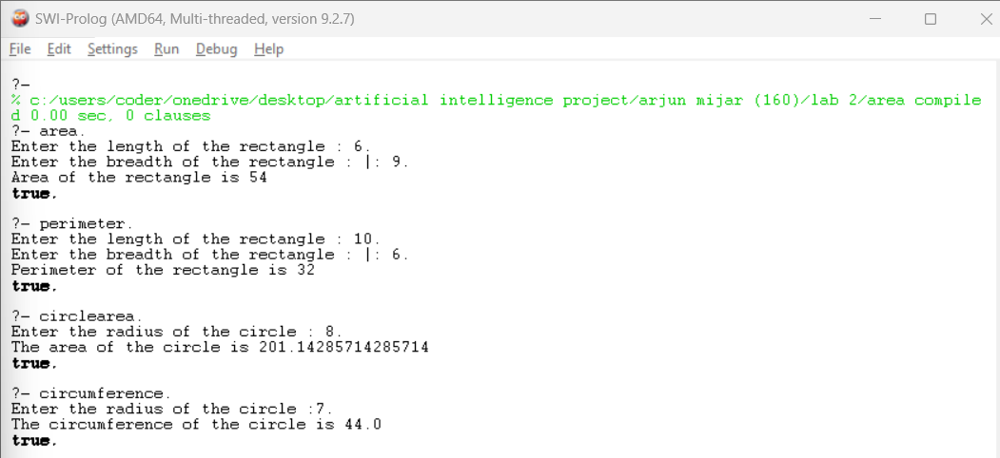 SWI-Prolog (AMD64, Multi-threaded, version 9.2.7)
File Edit Settings Run Debug Help
?-
% c:/users/coder/onedrive/desktop/artificial intelligence project/arjun mijar (160)/lab 2/area compile
d 0.00 sec, 0 clauses
?- area.
Enter the length of the rectangle : 6.
Enter the breadth of the rectangle : |: 9.
Area of the rectangle is 54
true.
?- perimeter.
Enter the length of the rectangle : 10.
Enter the breadth of the rectangle : |: 6.
Perimeter of the rectangle is 32
true.
?- circlearea.
Enter the radius of the circle : 8.
The area of the circle is 201.14285714285714
true.
?- circumference.
Enter the radius of the circle :7.
The circumference of the circle is 44.0
true.